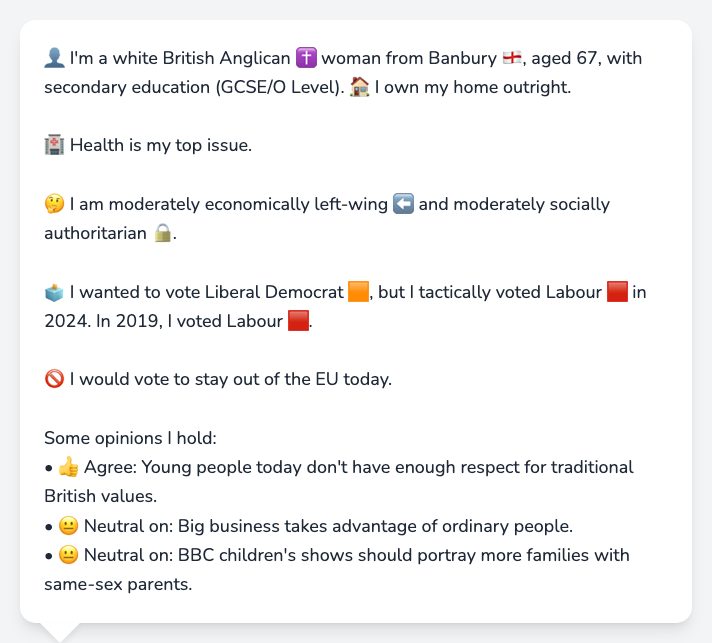 👤 I'm a white British Anglican ✝️ woman from Banbury 🏴󠁧󠁢󠁥󠁮󠁧󠁿, aged 67, with
secondary education (GCSE/O Level). 🏠 I own my home outright.
🏥 Health is my top issue.
🤔 I am moderately economically left-wing ⬅️ and moderately socially
authoritarian 🔒.
🗳️ I wanted to vote Liberal Democrat 🟧, but I tactically voted Labour 🟥 in
2024. In 2019, I voted Labour 🟥.
🚫 I would vote to stay out of the EU today.
Some opinions I hold:
• 👍 Agree: Young people today don't have enough respect for traditional
British values.
• 😐 Neutral on: Big business takes advantage of ordinary people.
• 😐 Neutral on: BBC children's shows should portray more families with
same-sex parents.